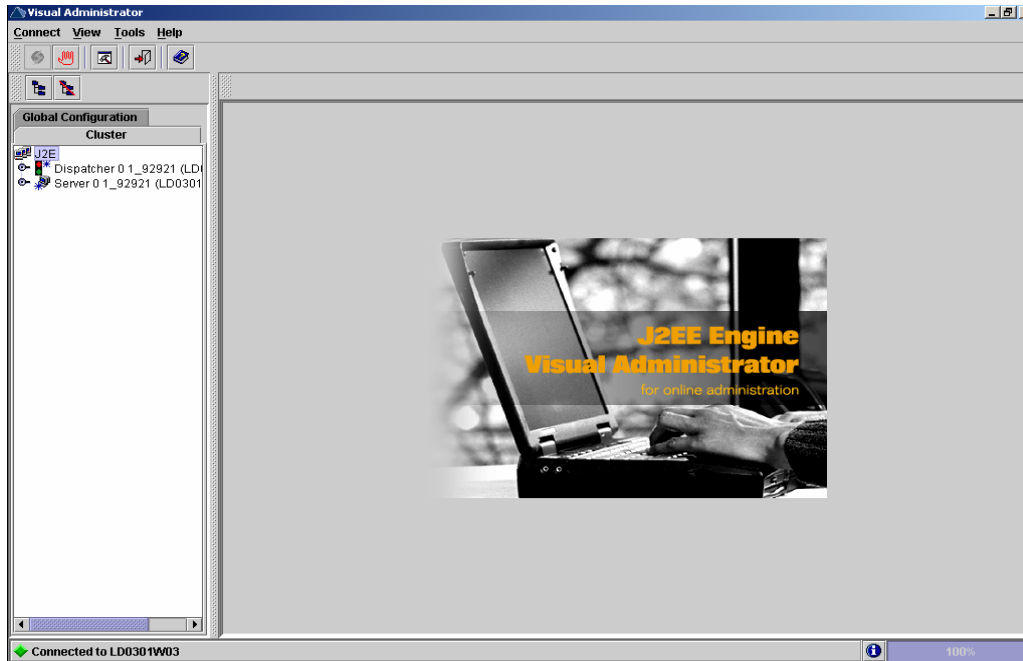 Visual Administrator
Connect View Tools Help
Global Configuration
Cluster
J2E
Dispatcher 0 1_92921 (LD
Server 0 1_92921 (LD0301
J2EE Engine
Visual Administrator
for online administration
Connected to LD0301W03
100%